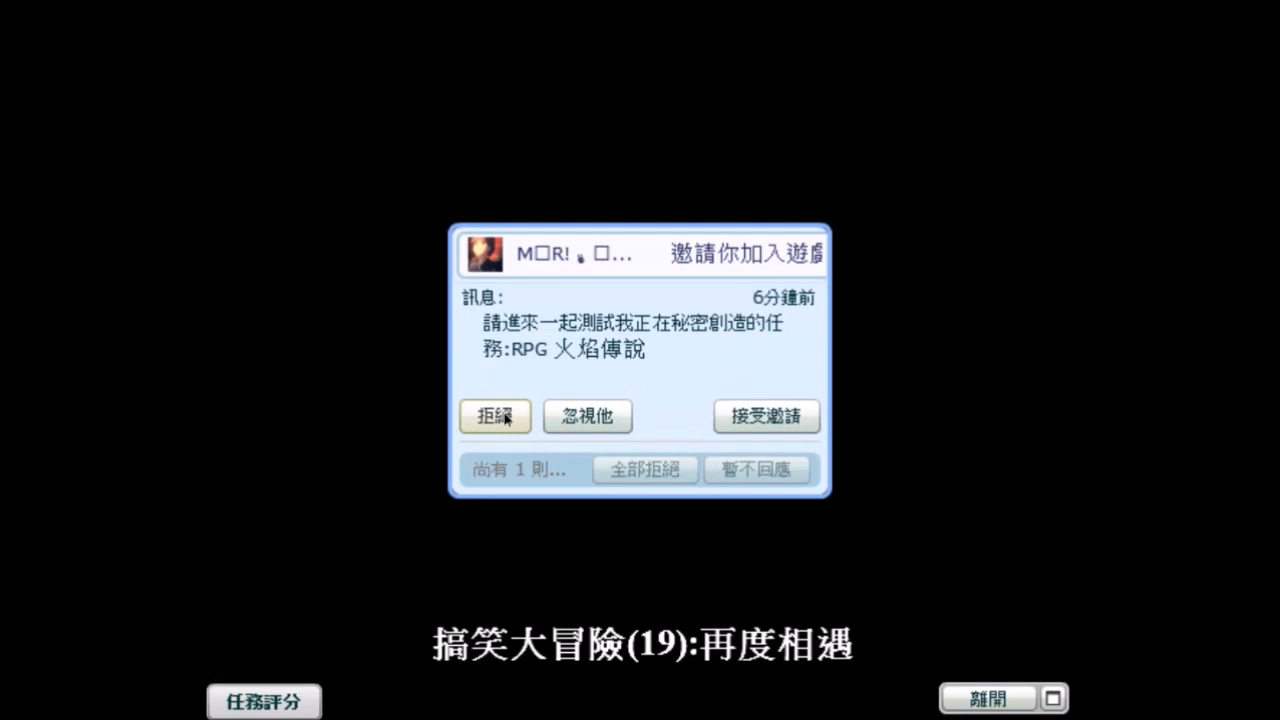 M□R! 。□... 邀請你加入遊戲
訊息: 6分鐘前
請進來一起測試我正在秘密創造的任
務:RPG 火焰傳說
拒絕 忽視他 接受邀請
尚有 1 則... 全部拒絕 暫不回應
搞笑大冒險(19):再度相遇
任務評分 離開